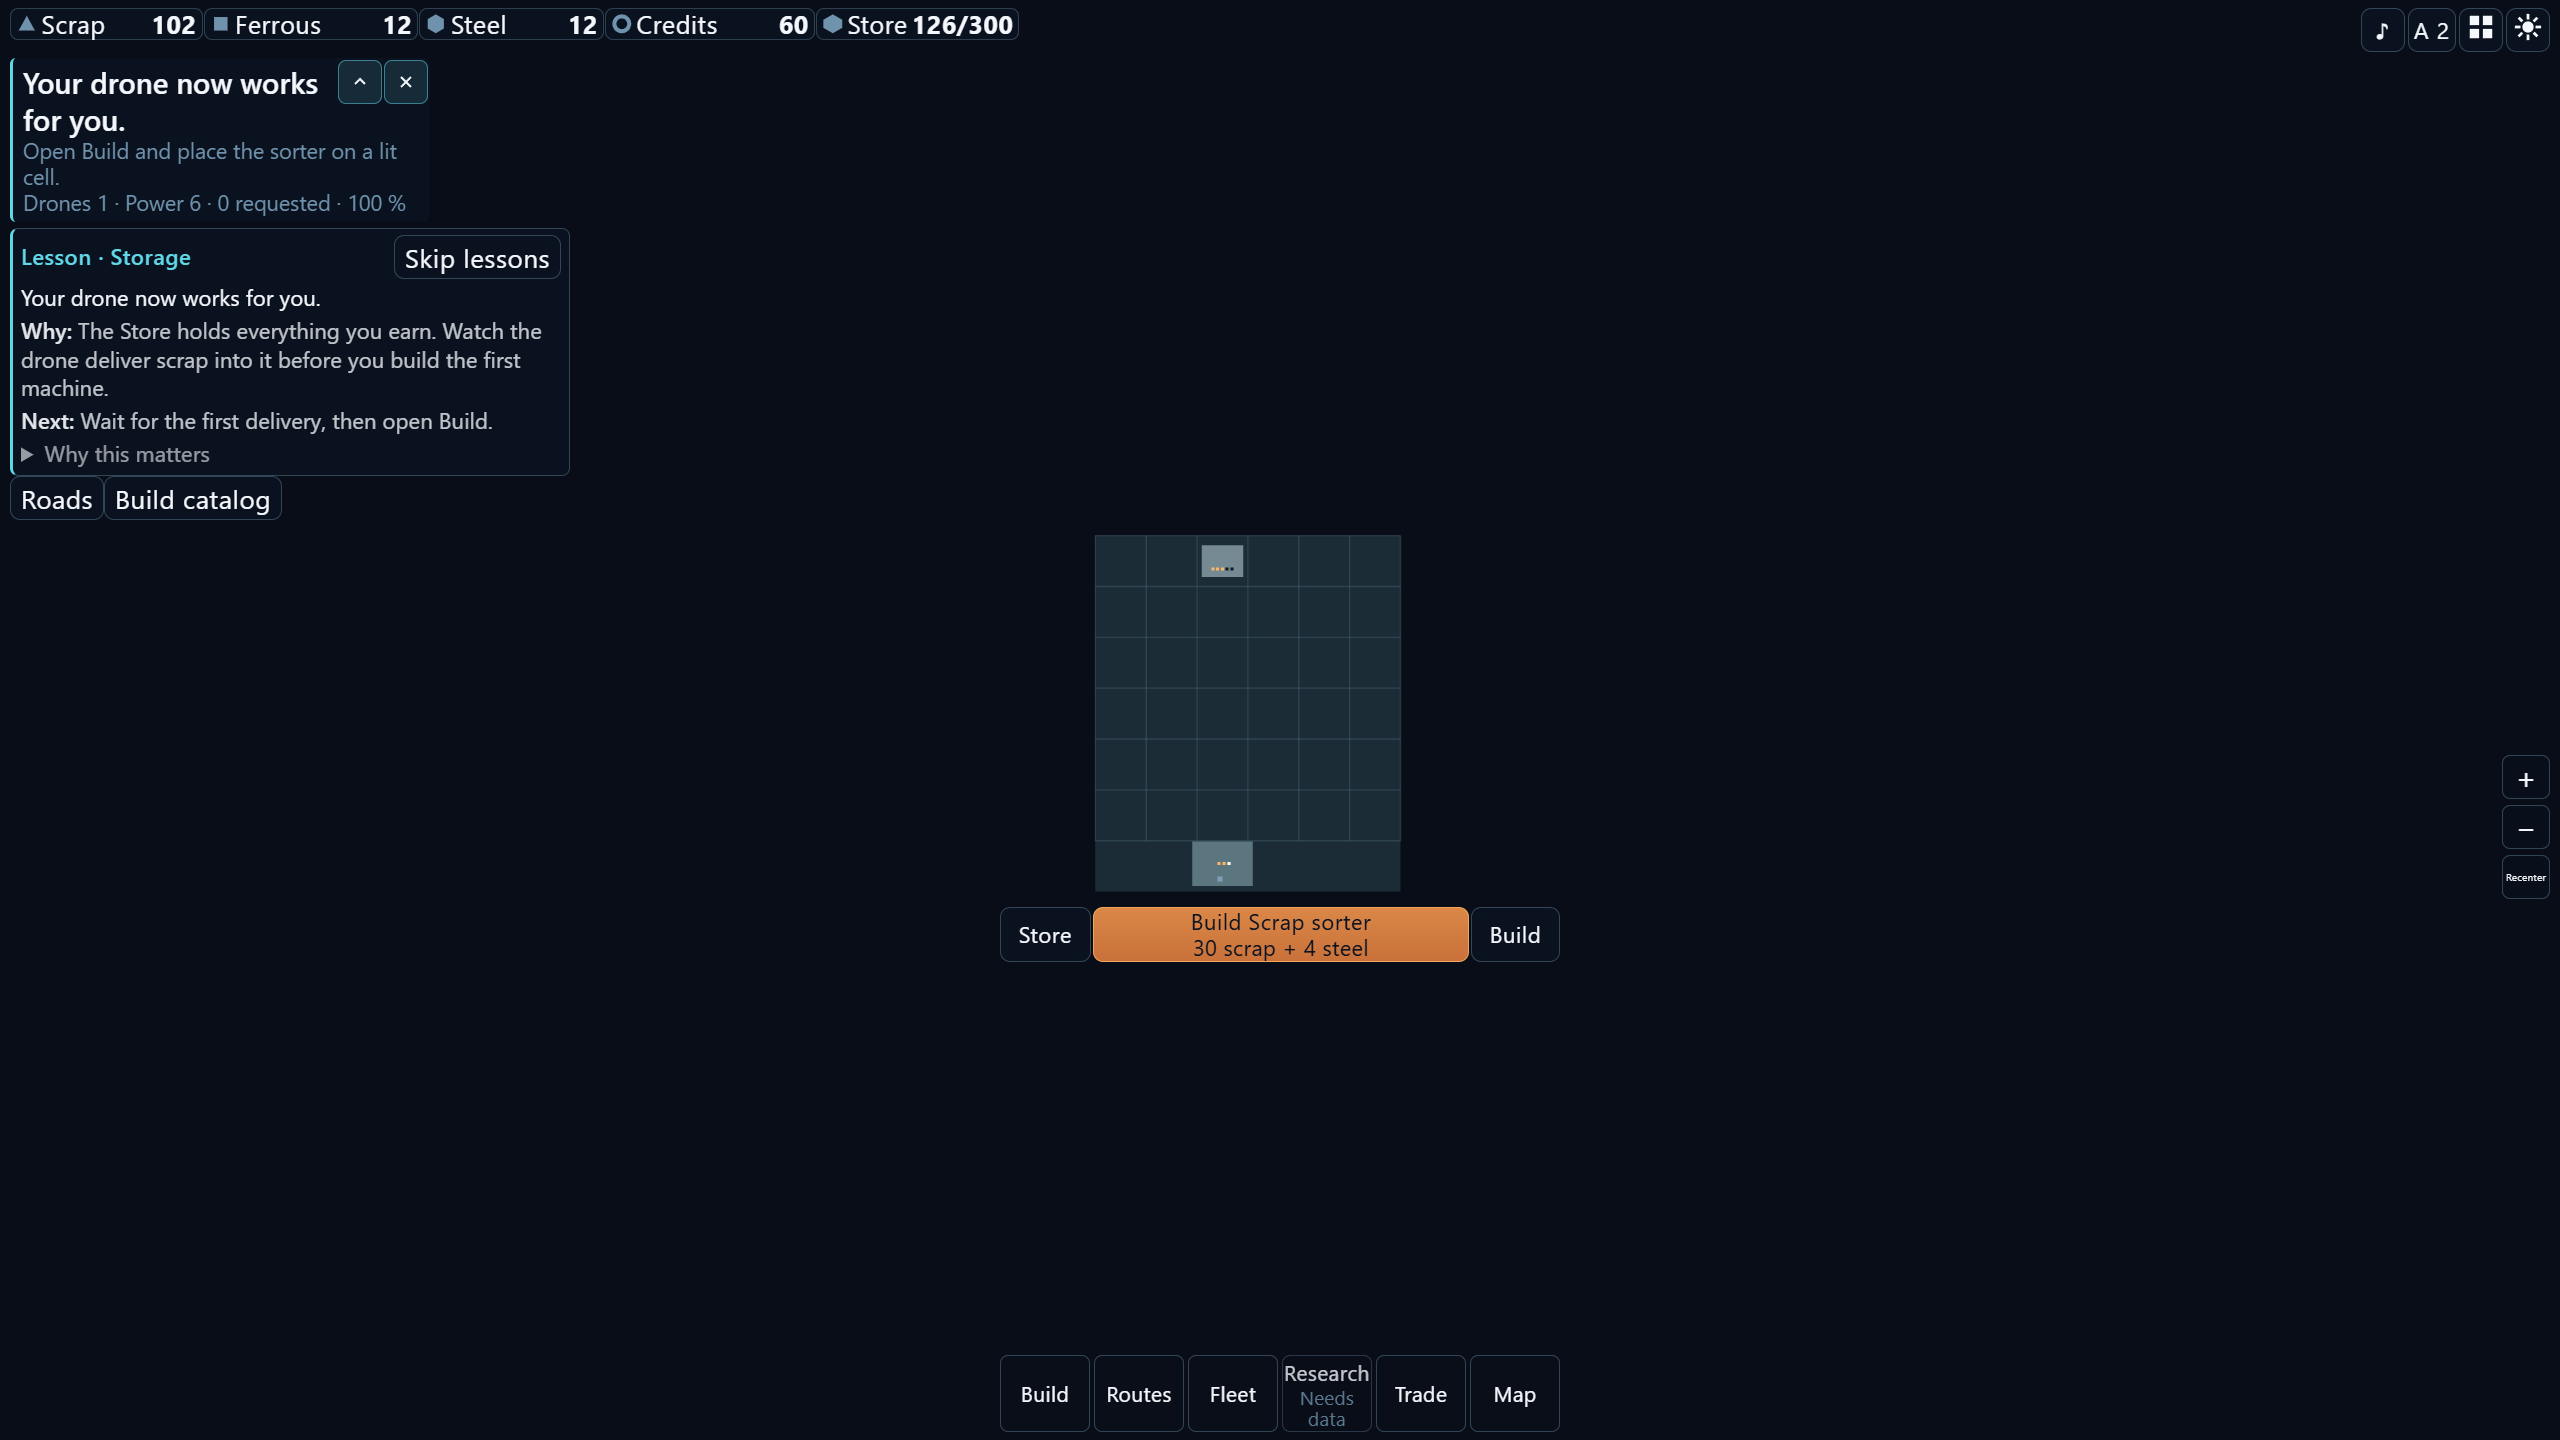 Scrap 102 Ferrous 12 Steel 12 Credits 60 Store 126/300
A 2
Your drone now works
for you.
Open Build and place the sorter on a lit
cell.
Drones 1 · Power 6 · 0 requested · 100 %
Lesson · Storage
Skip lessons
Your drone now works for you.
Why: The Store holds everything you earn. Watch the
drone deliver scrap into it before you build the first
machine.
Next: Wait for the first delivery, then open Build.
Why this matters
Roads Build catalog
Recenter
Store
Build Scrap sorter
30 scrap + 4 steel
Build
Build Routes Fleet
Research
Needs
data
Trade Map